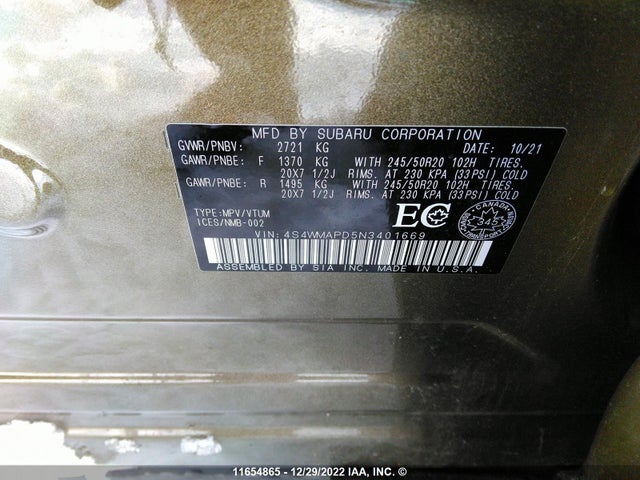 MFD BY SUBARU CORPORATION
GVWR/PNBV: 2721 KG DATE: 10/21
GAWR/PNBE: F 1370 KG WITH 245/50R20 102H TIRES.
20X7 1/2J RIMS. AT 230 KPA (33PSI) COLD
GAWR/PNBE: R 1495 KG WITH 245/50R20 102H TIRES.
20X7 1/2J RIMS. AT 230 KPA (33PSI) COLD
TYPE: MPV/VTUM
ICES/NMB-002
EC
CANADA
345
TRANSPORT
VIN: 4S4WMAPD5N3401669
ASSEMBLED BY SIA INC. MADE IN U.S.A.
11654865 - 12/29/2022 IAA, Inc.